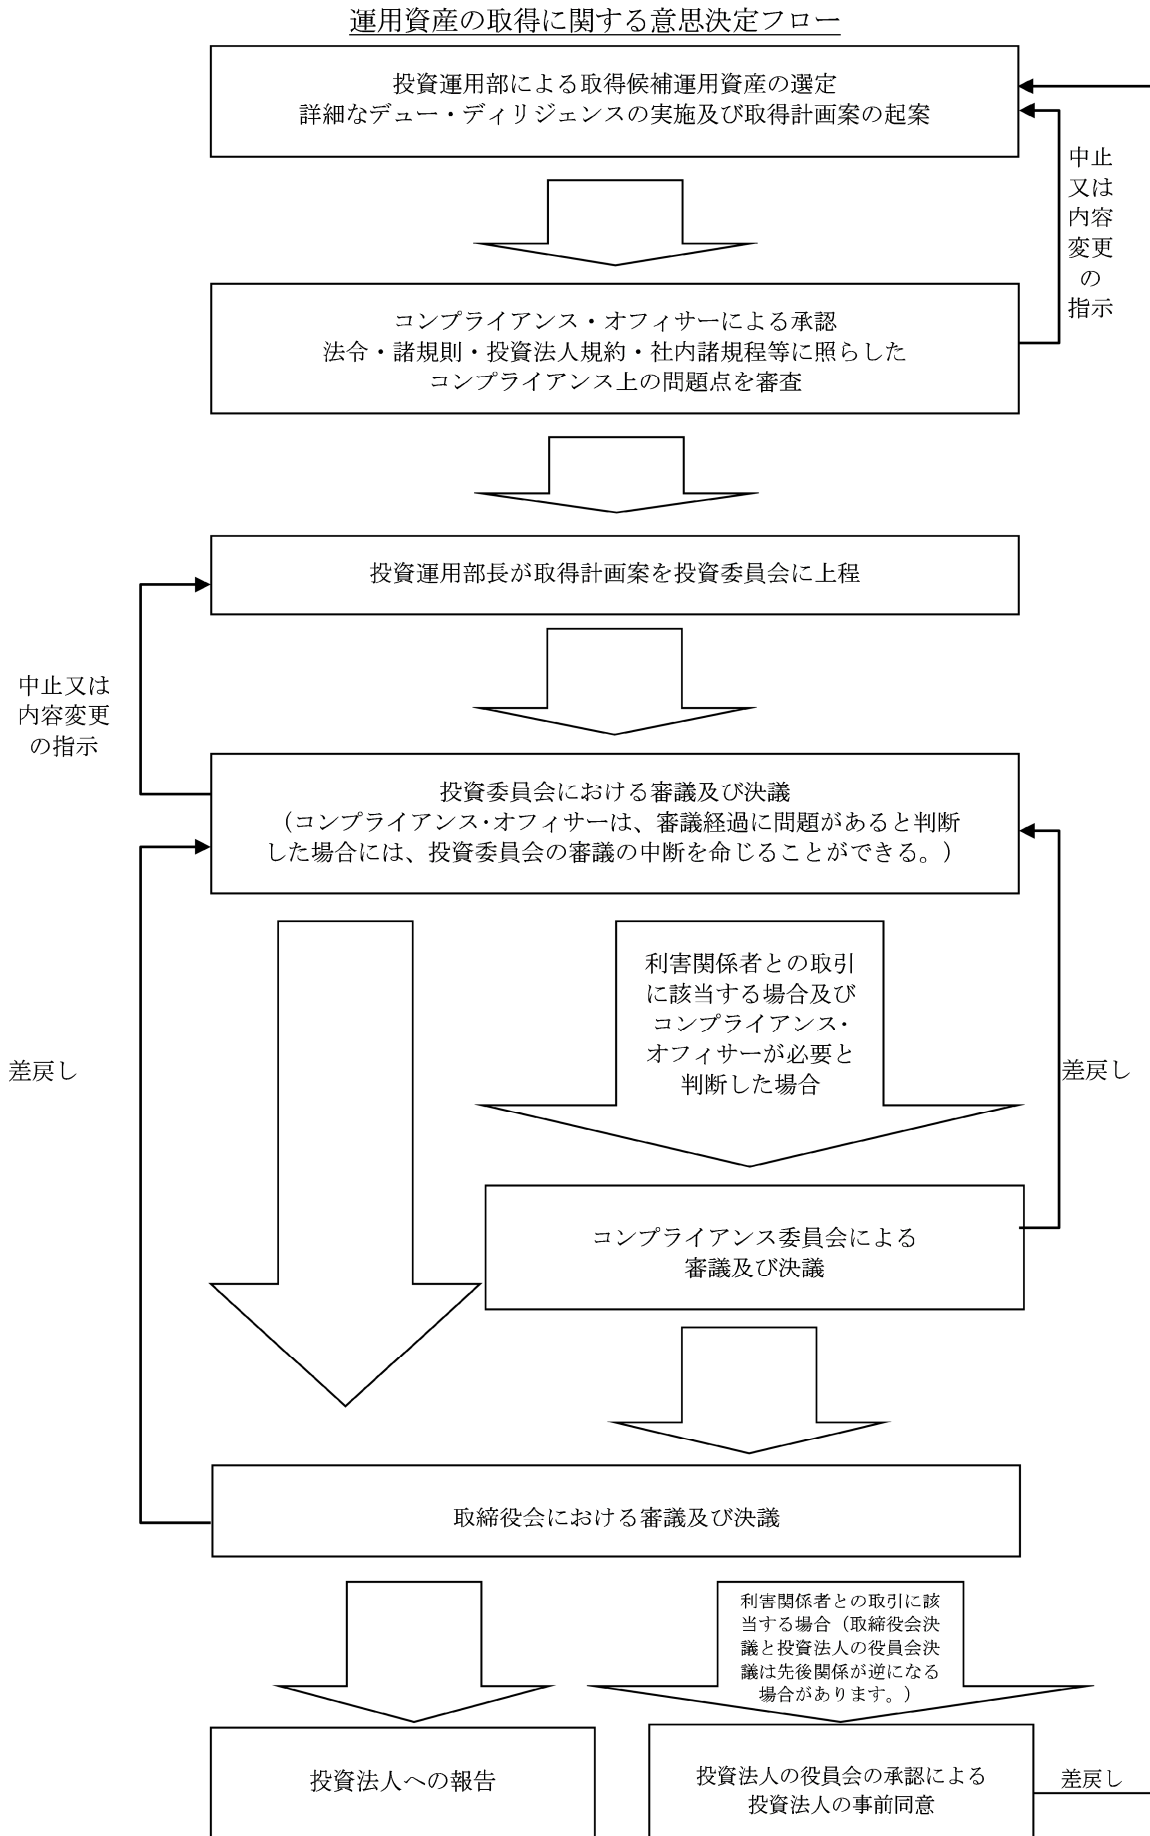 運用資産の取得に関する意思決定フロー
投資運用部による取得候補運用資産の選定
詳細なデュー・ディリジェンスの実施及び取得計画案の起案
中止
又は
内容
変更
の
指示
コンプライアンス・オフィサーによる承認
法令・諸規則・投資法人規約・社内諸規程等に照らした
コンプライアンス上の問題点を審査
投資運用部長が取得計画案を投資委員会に上程
中止又は
内容変更
の指示
投資委員会における審議及び決議
（コンプライアンス・オフィサーは、審議経過に問題があると判断
した場合には、投資委員会の審議の中断を命じることができる。）
利害関係者との取引
に該当する場合及び
コンプライアンス・
オフィサーが必要と
判断した場合
差戻し
差戻し
コンプライアンス委員会による
審議及び決議
取締役会における審議及び決議
利害関係者との取引に該
当する場合（取締役会決
議と投資法人の役員会決
議は先後関係が逆になる
場合があります。）
投資法人への報告
投資法人の役員会の承認による
投資法人の事前同意
差戻し